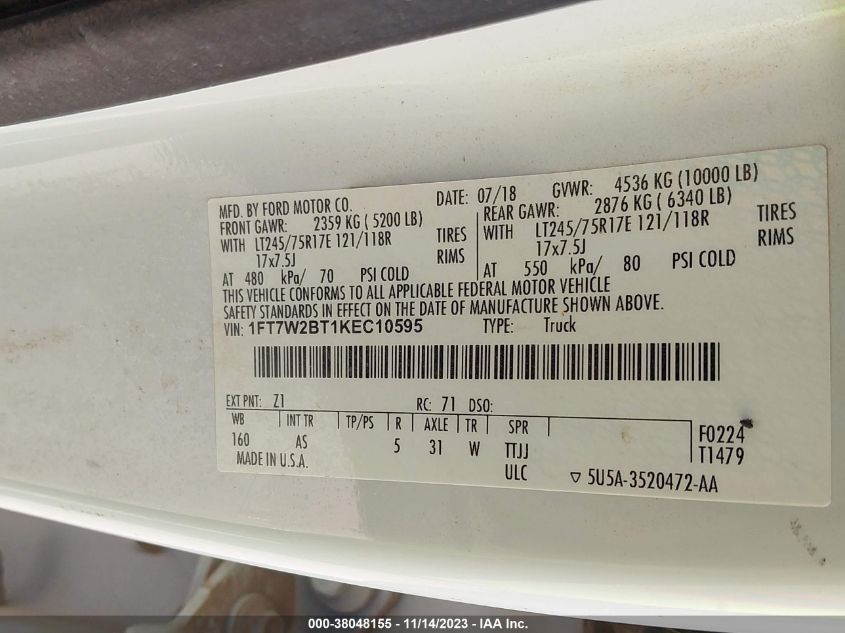 MFD. BY FORD MOTOR CO. DATE: 07/18 GVWR: 4536 KG (10000 LB)
FRONT GAWR: 2359 KG ( 5200 LB) REAR GAWR: 2876 KG ( 6340 LB)
WITH LT245/75R17E 121/118R TIRES WITH LT245/75R17E 121/118R TIRES
17x7.5J RIMS 17x7.5J RIMS
AT 480 kPa/ 70 PSI COLD AT 550 kPa/ 80 PSI COLD
THIS VEHICLE CONFORMS TO ALL APPLICABLE FEDERAL MOTOR VEHICLE
SAFETY STANDARDS IN EFFECT ON THE DATE OF MANUFACTURE SHOWN ABOVE.
VIN: 1FT7W2BT1KEC10595 TYPE: Truck
EXT PNT: Z1 RC: 71 DSO:
WB INT TR TP/PS R AXLE TR SPR
160 AS 5 31 W TTJJ F0224
MADE IN U.S.A. ULC T1479
▽ 5U5A-3520472-AA
000-38048155 - 11/14/2023 - IAA Inc.